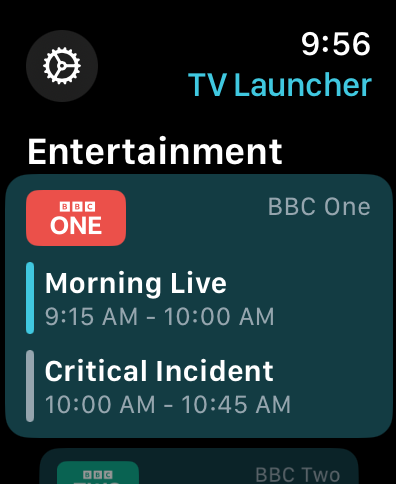 9:56
TV Launcher
Entertainment
BBC
ONE
BBC One
Morning Live
9:15 AM - 10:00 AM
Critical Incident
10:00 AM - 10:45 AM
BBC
BBC Two